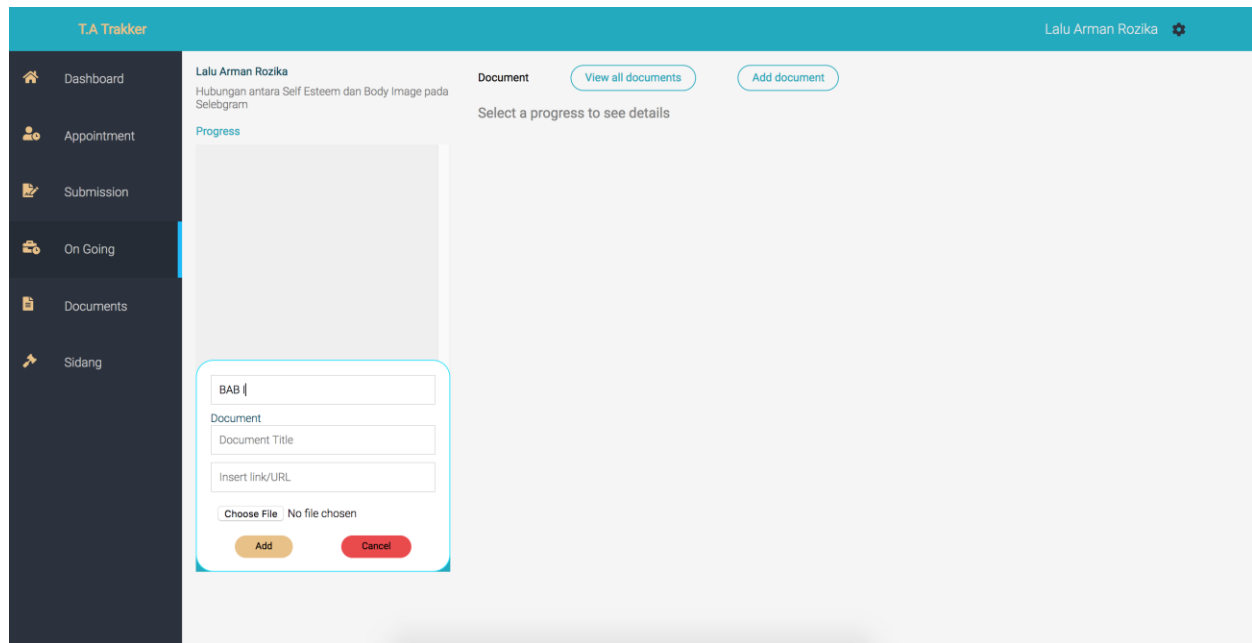 T.A Trakker
Lalu Arman Rozika
Dashboard
Appointment
Submission
On Going
Documents
Sidang
Lalu Arman Rozika
Hubungan antara Self Esteem dan Body Image pada
Selebgram
Progress
BAB I
Document
Document Title
Insert link/URL
Choose File No file chosen
Add Cancel
Document View all documents Add document
Select a progress to see details